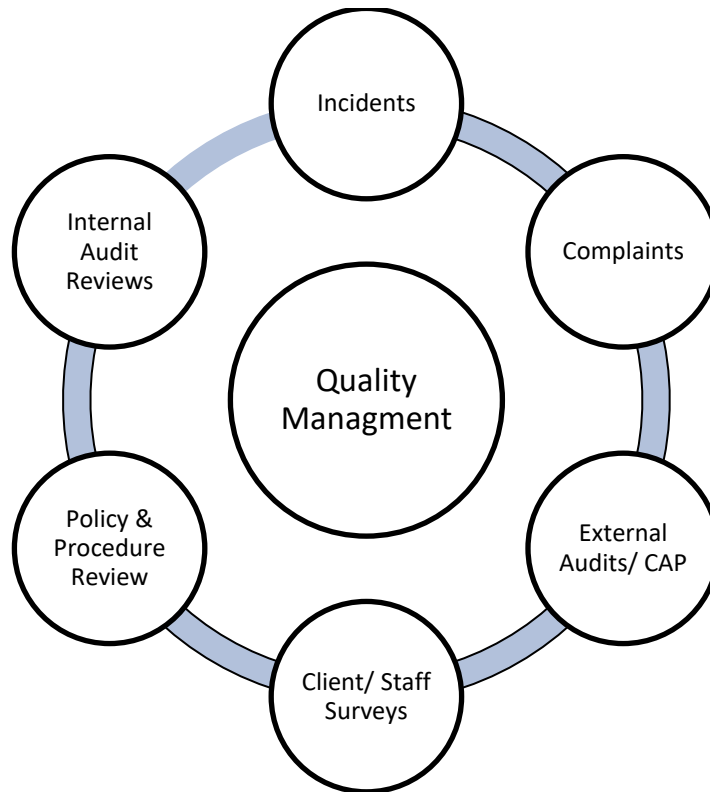 Incidents
Complaints
External
Audits/ CAP
Client/ Staff
Surveys
Policy &
Procedure
Review
Internal
Audit
Reviews
Quality
Managment